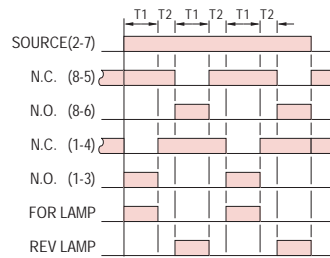 T1 T2 T1 T2 T1 T2
SOURCE(2-7)
N.C. (8-5)
N.O. (8-6)
N.C. (1-4)
N.O. (1-3)
FOR LAMP
REV LAMP